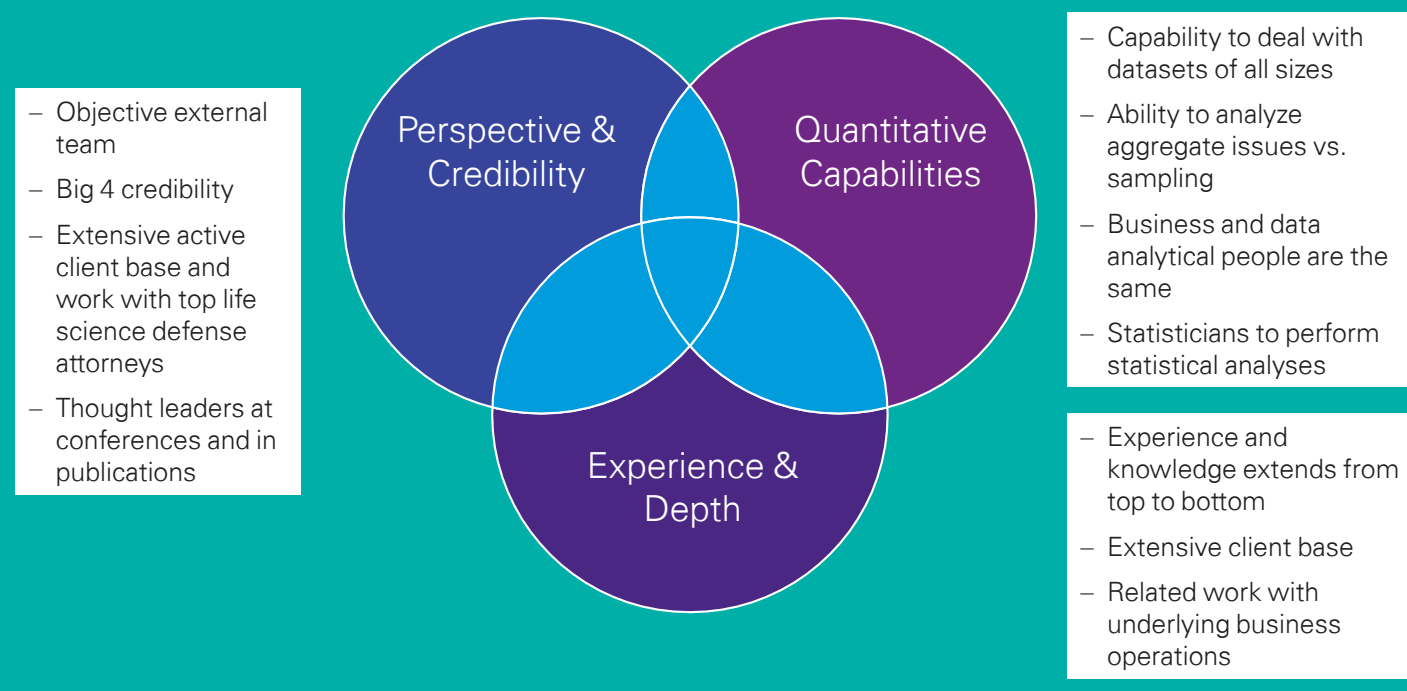 – Objective external
team
– Big 4 credibility
– Extensive active
client base and
work with top life
science defense
attorneys
– Thought leaders at
conferences and in
publications
Perspective &
Credibility
Quantitative
Capabilities
Experience &
Depth
– Capability to deal with
datasets of all sizes
– Ability to analyze
aggregate issues vs.
sampling
– Business and data
analytical people are the
same
– Statisticians to perform
statistical analyses
– Experience and
knowledge extends from
top to bottom
– Extensive client base
– Related work with
underlying business
operations